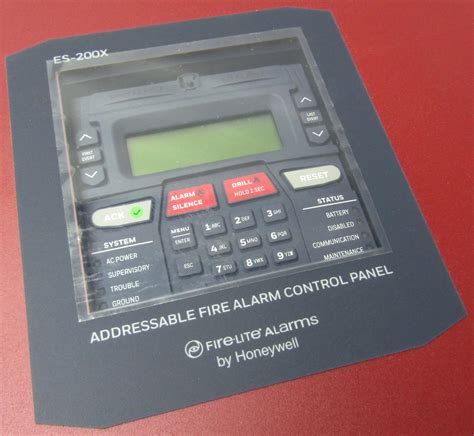 ES-200X
FIRST
EVENT
LAST
EVENT
ALARM
SILENCE
DRILL
HOLD 2 SEC
RESET
ACK
MENU
ENTER
1 ABC
2 DEF
3 GHI
4 JKL
5 MNO
6 PQR
ESC
7 STU
8 VWX
9 YZ
SYSTEM
AC POWER
SUPERVISORY
TROUBLE
GROUND
STATUS
BATTERY
DISABLED
COMMUNICATION
MAINTENANCE
ADDRESSABLE FIRE ALARM CONTROL PANEL
FIRE-LITE® ALARMS
by Honeywell